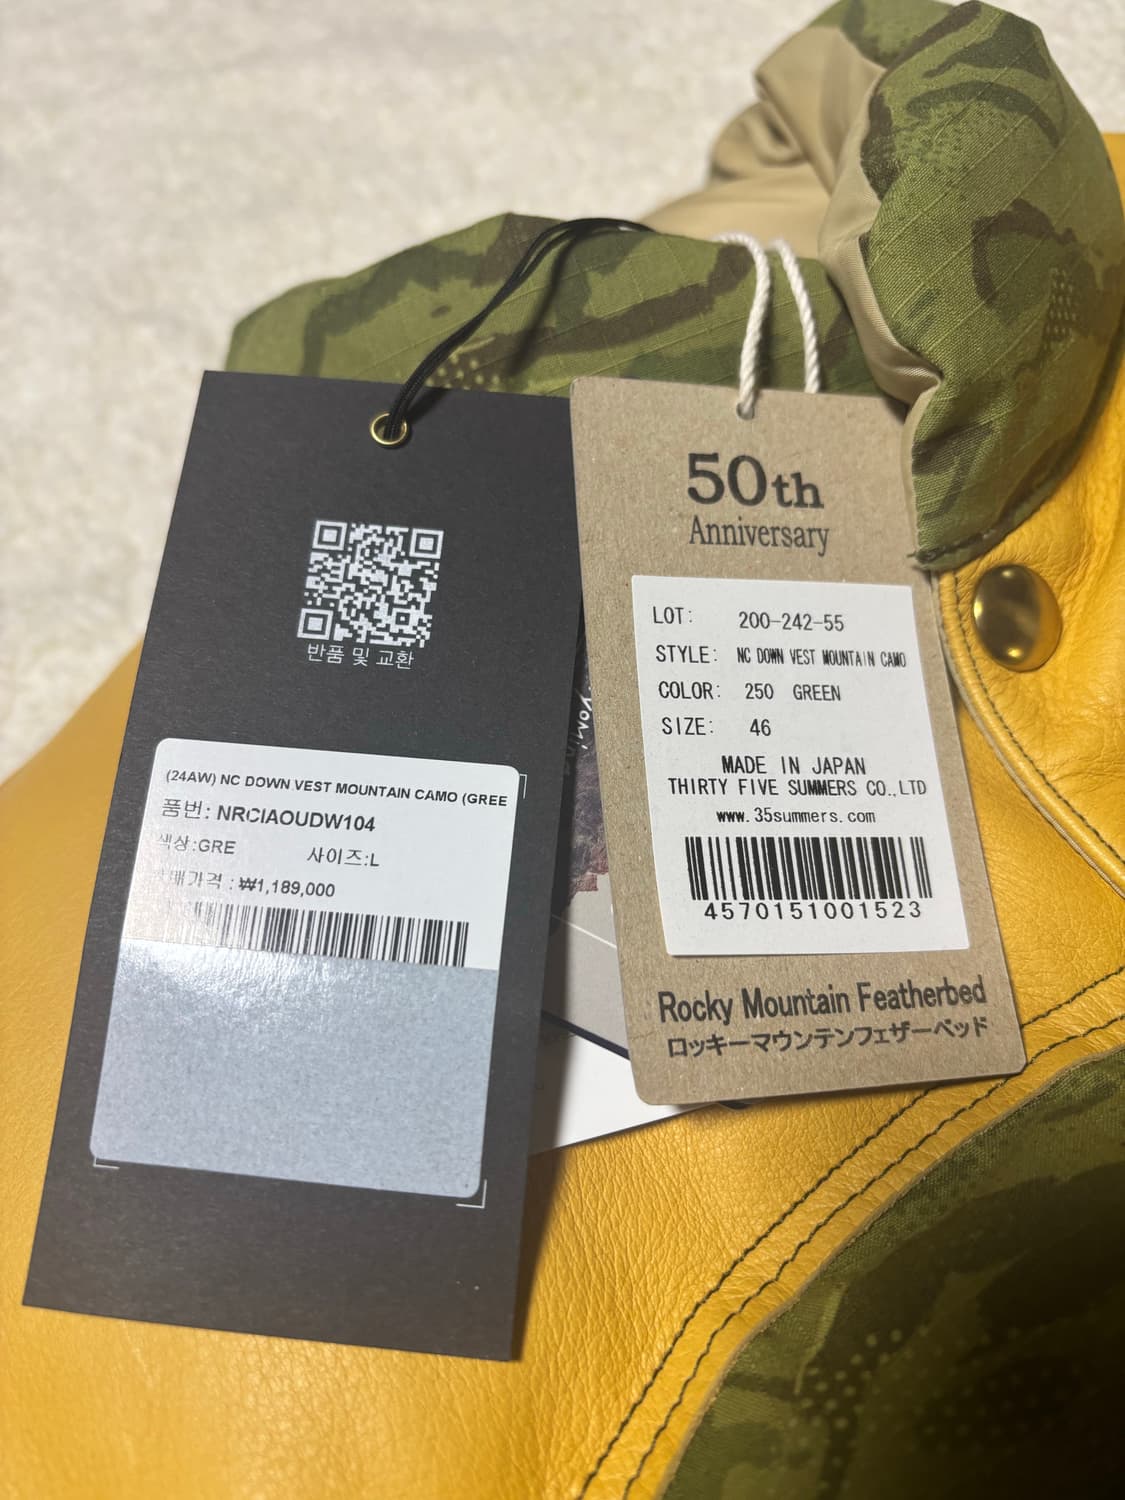 반품 및 교환
(24AW) NC DOWN VEST MOUNTAIN CAMO (GREE
품번: NRCIAOUDW104
색상:GRE 사이즈:L
판매가격 : ₩1,189,000
50th
Anniversary
LOT: 200-242-55
STYLE: NC DOWN VEST MOUNTAIN CAMO
COLOR: 250 GREEN
SIZE: 46
MADE IN JAPAN
THIRTY FIVE SUMMERS CO.,LTD
www.35summers.com
4570151001523
Rocky Mountain Featherbed
ロッキーマウンテンフェザーベッド